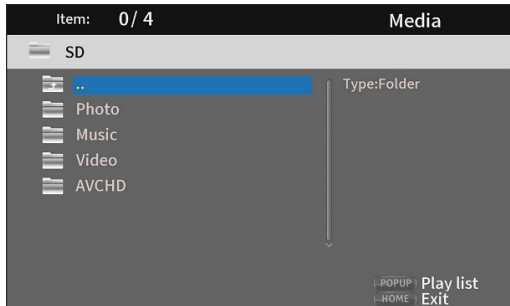 Item: 0/ 4 Media
SD
..
Photo
Music
Video
AVCHD
Type:Folder
POPUP Play list
HOME Exit